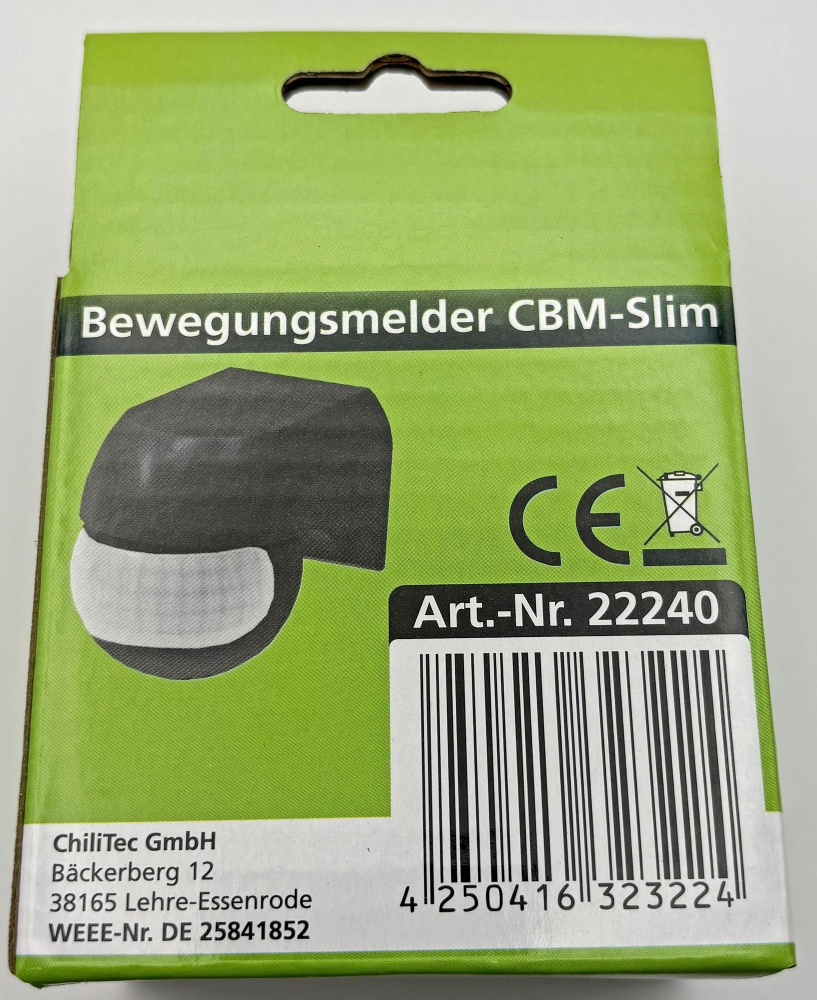 Bewegungsmelder CBM-Slim
CE
Art.-Nr. 22240
4 250416 323224
ChiliTec GmbH
Bäckerberg 12
38165 Lehre-Essenrode
WEEE-Nr. DE 25841852